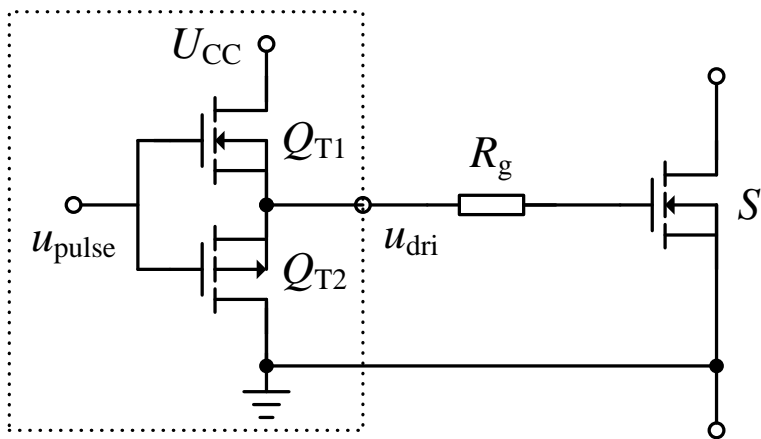 U_CC
Q_T1
R_g
S
u_pulse
u_dri
Q_T2